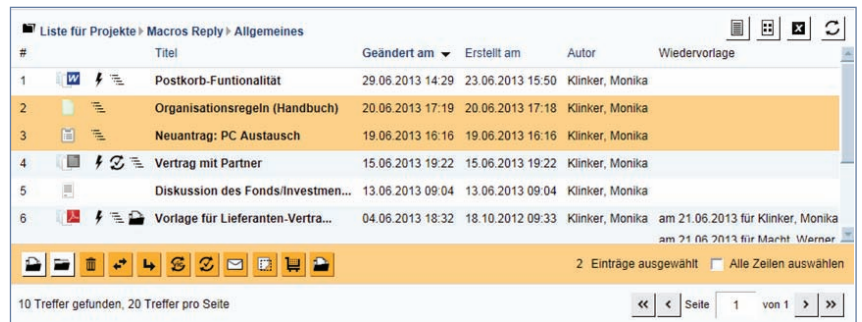 Liste für Projekte Macros Reply Allgemeines
# Titel Geändert am Erstellt am Autor Wiedervorlage
1 Postkorb-Funtionalität 29.06.2013 14:29 23.06.2013 15:50 Klinker, Monika
2 Organisationsregeln (Handbuch) 20.06.2013 17:19 20.06.2013 17:18 Klinker, Monika
3 Neuantrag: PC Austausch 19.06.2013 16:16 19.06.2013 16:16 Klinker, Monika
4 Vertrag mit Partner 15.06.2013 19:22 15.06.2013 19:22 Klinker, Monika
5 Diskussion des Fonds/Investmen... 13.06.2013 09:04 13.06.2013 09:04 Klinker, Monika
6 Vorlage für Lieferanten-Vertra... 04.06.2013 18:32 18.10.2012 09:33 Klinker, Monika am 21.06.2013 für Klinker, Monika
am 21.06.2013 für Macht, Werner
2 Einträge ausgewählt Alle Zeilen auswählen
10 Treffer gefunden, 20 Treffer pro Seite « ‹ Seite 1 von 1 › »